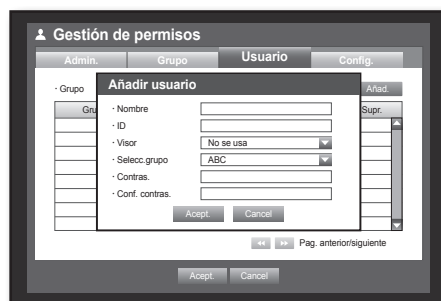 Gestión de permisos
Admin. Grupo Usuario Config.
· Grupo Añad.
Gru Supr.
Añadir usuario
· Nombre
· ID
· Visor No se usa
· Selecc.grupo ABC
· Contras.
· Conf. contras.
Acept. Cancel
Pag. anterior/siguiente
Acept. Cancel